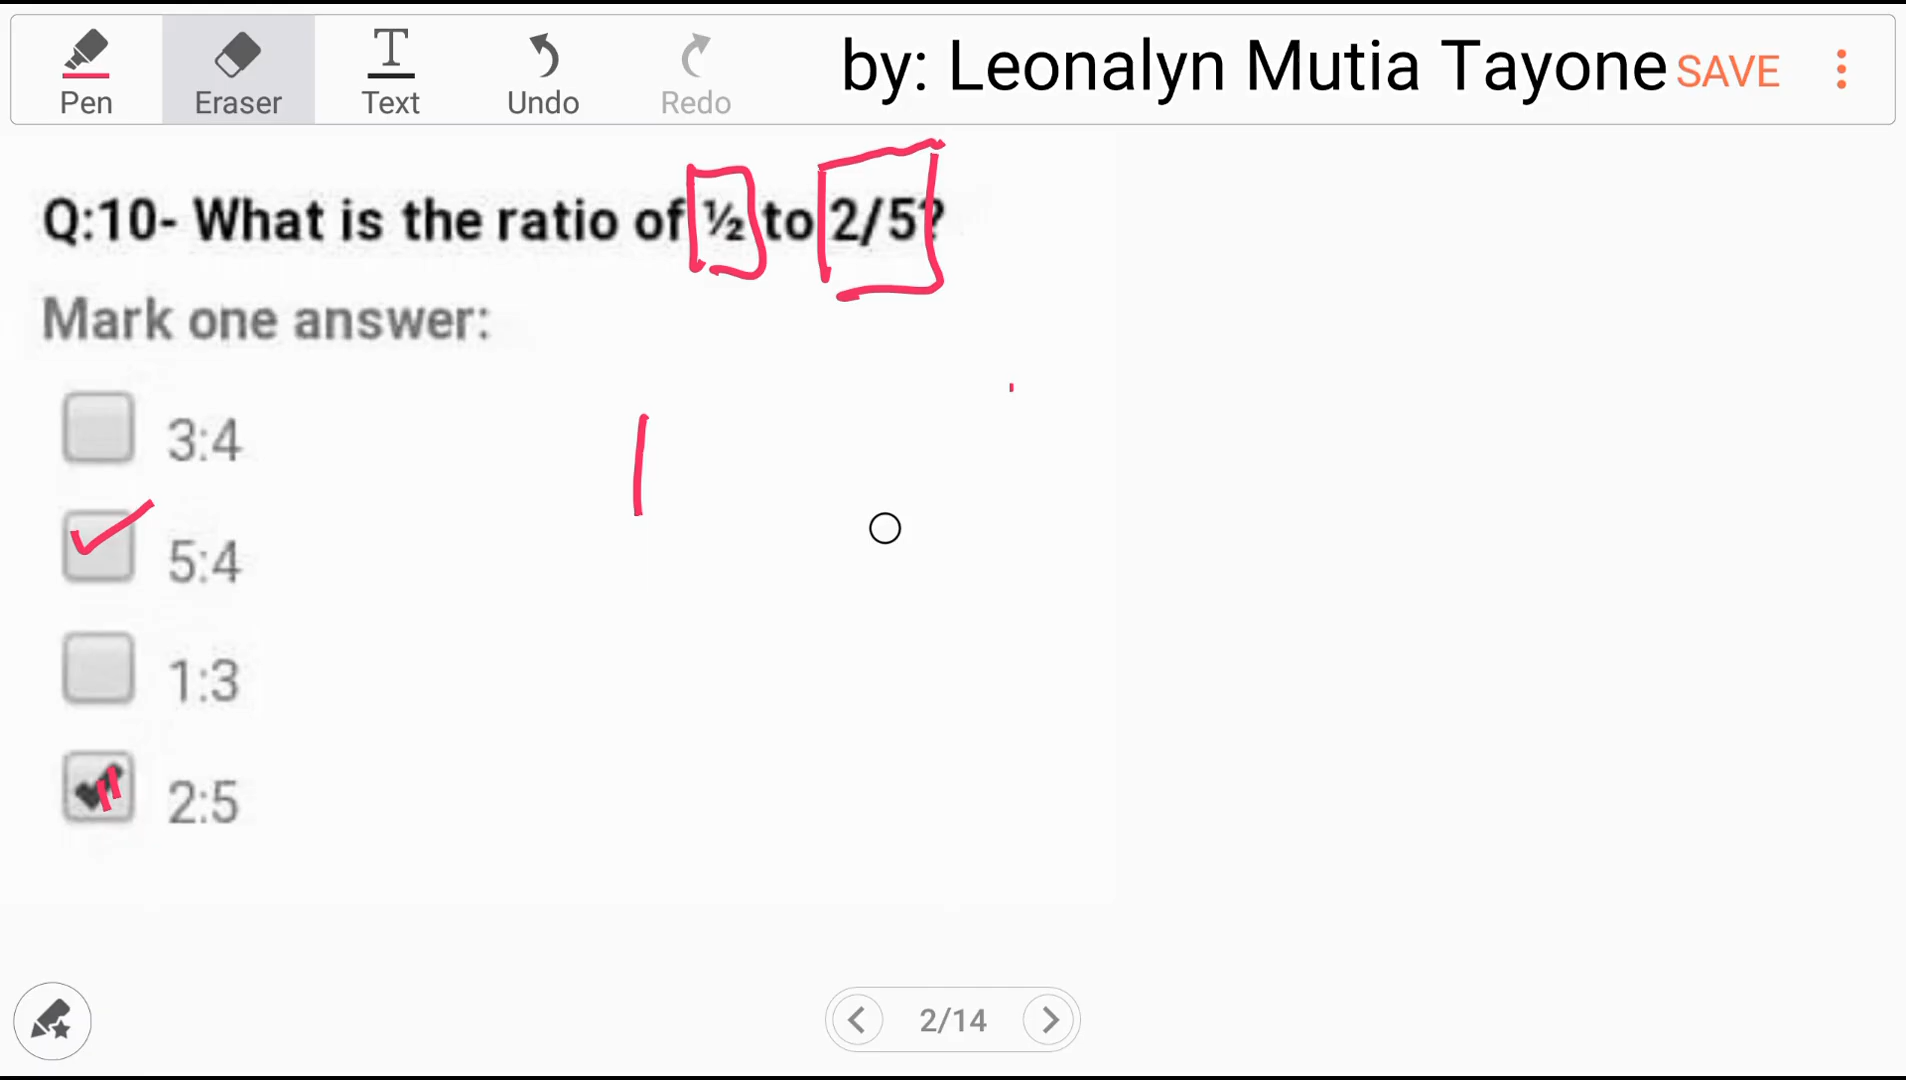 Pen Eraser Text Undo Redo by: Leonalyn Mutia Tayone SAVE
Q:10- What is the ratio of ½ to 2/5?
Mark one answer:
3:4
5:4
1:3
2:5
2/14